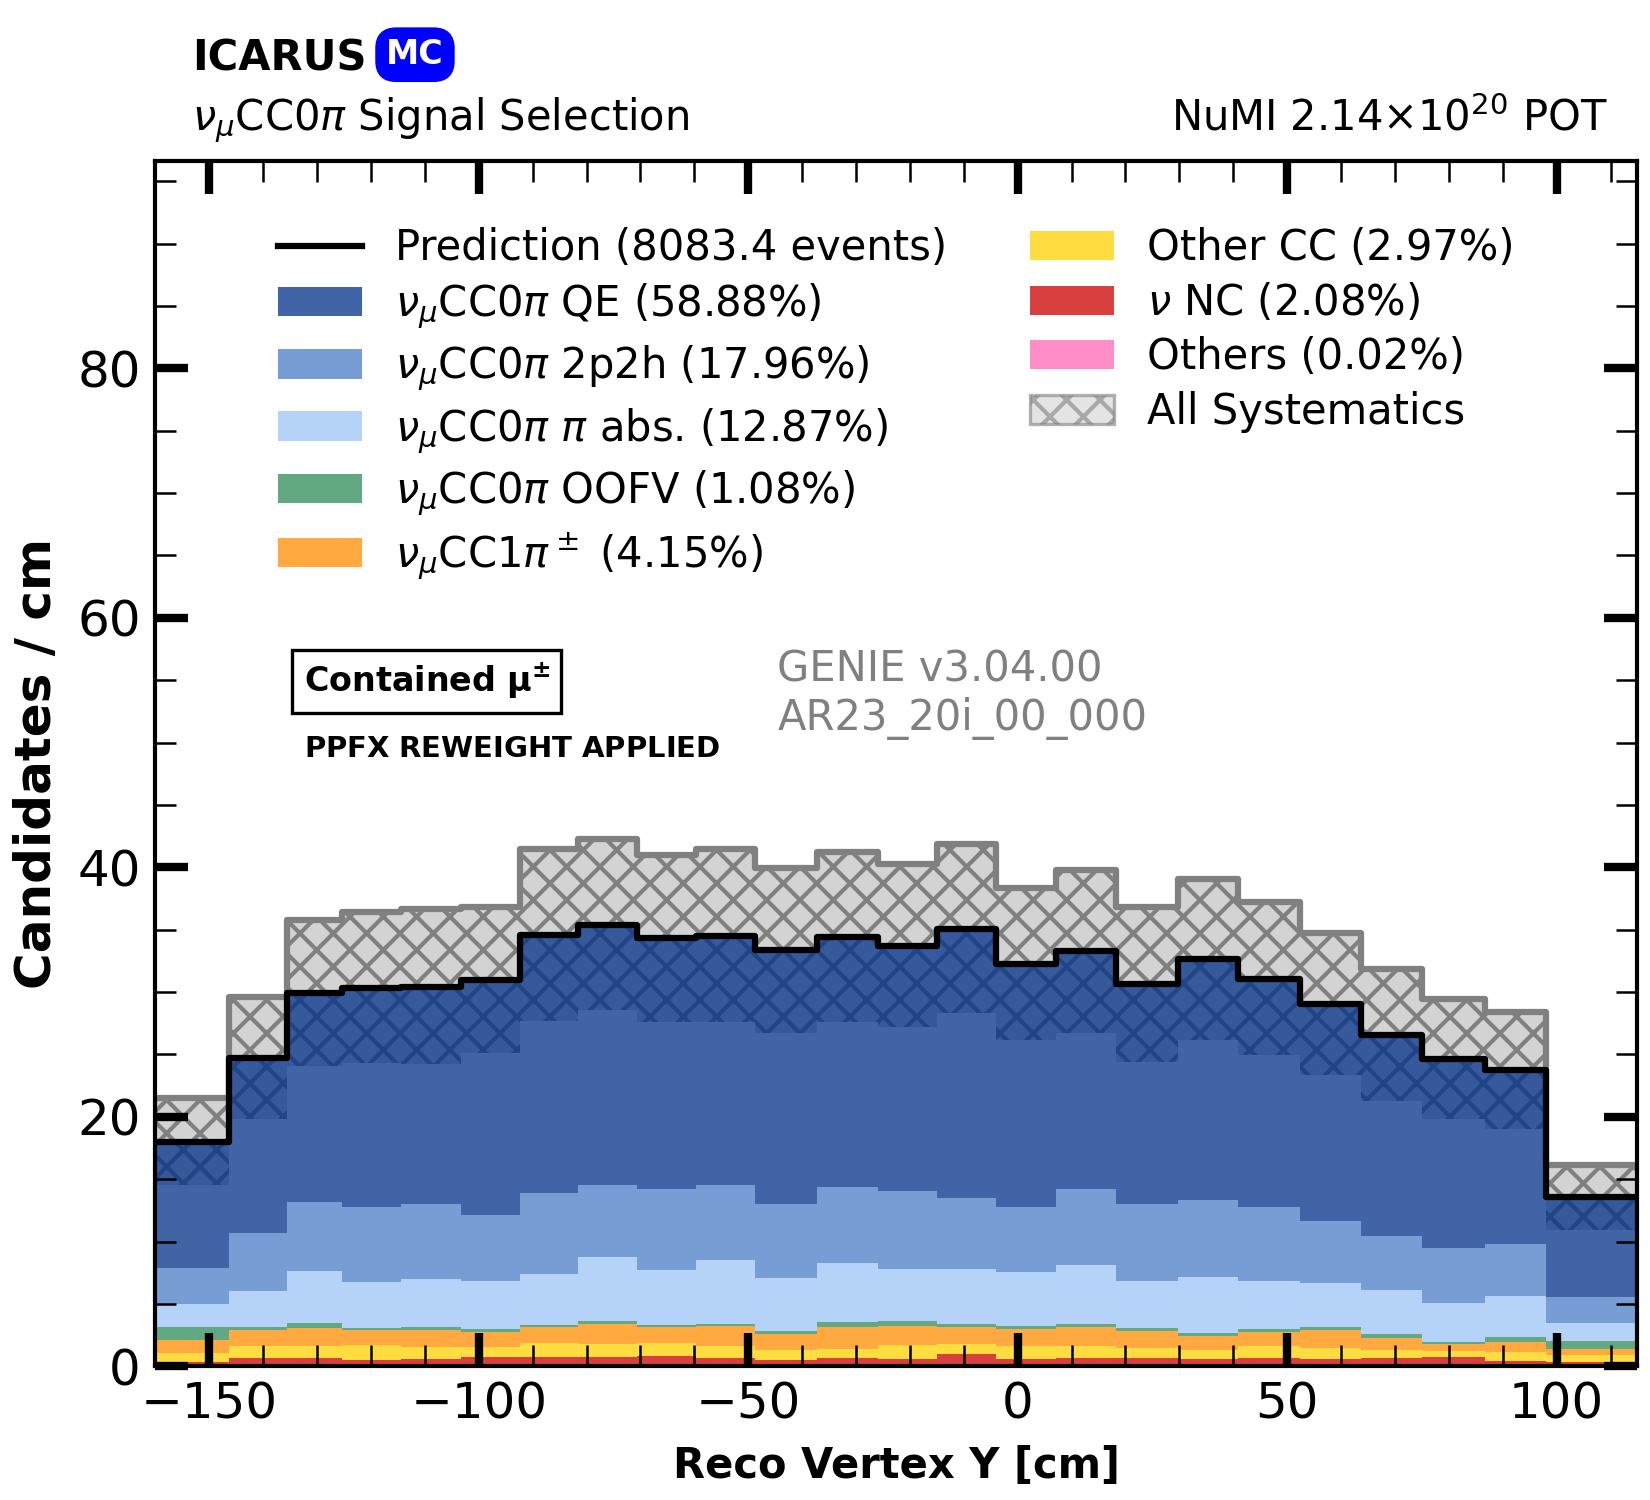 ICARUS MC
νμCC0π Signal Selection
NuMI 2.14×10²⁰ POT
Prediction (8083.4 events)
νμCC0π QE (58.88%)
νμCC0π 2p2h (17.96%)
νμCC0π π abs. (12.87%)
νμCC0π OOFV (1.08%)
νμCC1π± (4.15%)
Other CC (2.97%)
ν NC (2.08%)
Others (0.02%)
All Systematics
Contained μ±
PPFX REWEIGHT APPLIED
GENIE v3.04.00
AR23_20i_00_000
Candidates / cm
80
60
40
20
0
−150 −100 −50 0 50 100
Reco Vertex Y [cm]